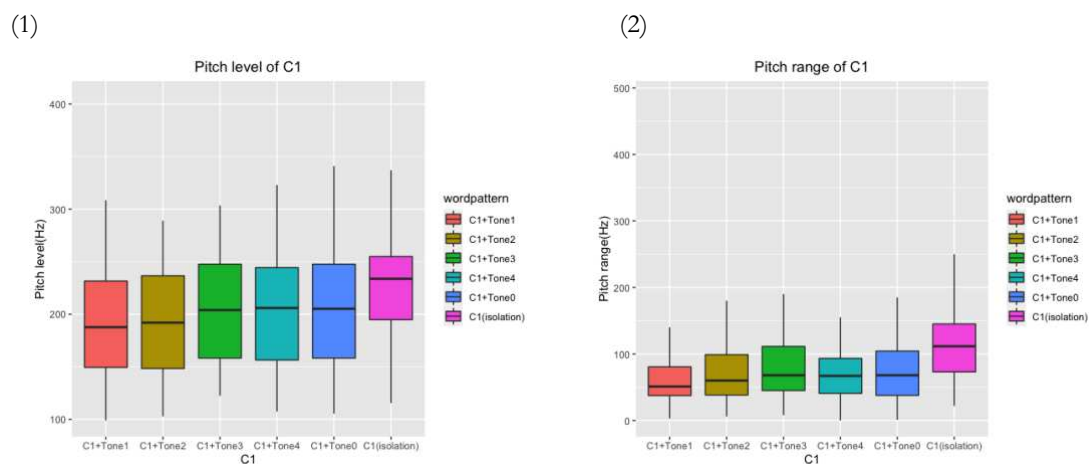 (1)
(2)
Pitch level of C1
400
300
200
100
Pitch level(Hz)
C1+Tone1 C1+Tone2 C1+Tone3 C1+Tone4 C1+Tone0 C1(isolation)
C1
wordpattern
C1+Tone1
C1+Tone2
C1+Tone3
C1+Tone4
C1+Tone0
C1(isolation)
Pitch range of C1
500
400
300
200
100
0
Pitch range(Hz)
C1+Tone1 C1+Tone2 C1+Tone3 C1+Tone4 C1+Tone0 C1(isolation)
C1
wordpattern
C1+Tone1
C1+Tone2
C1+Tone3
C1+Tone4
C1+Tone0
C1(isolation)